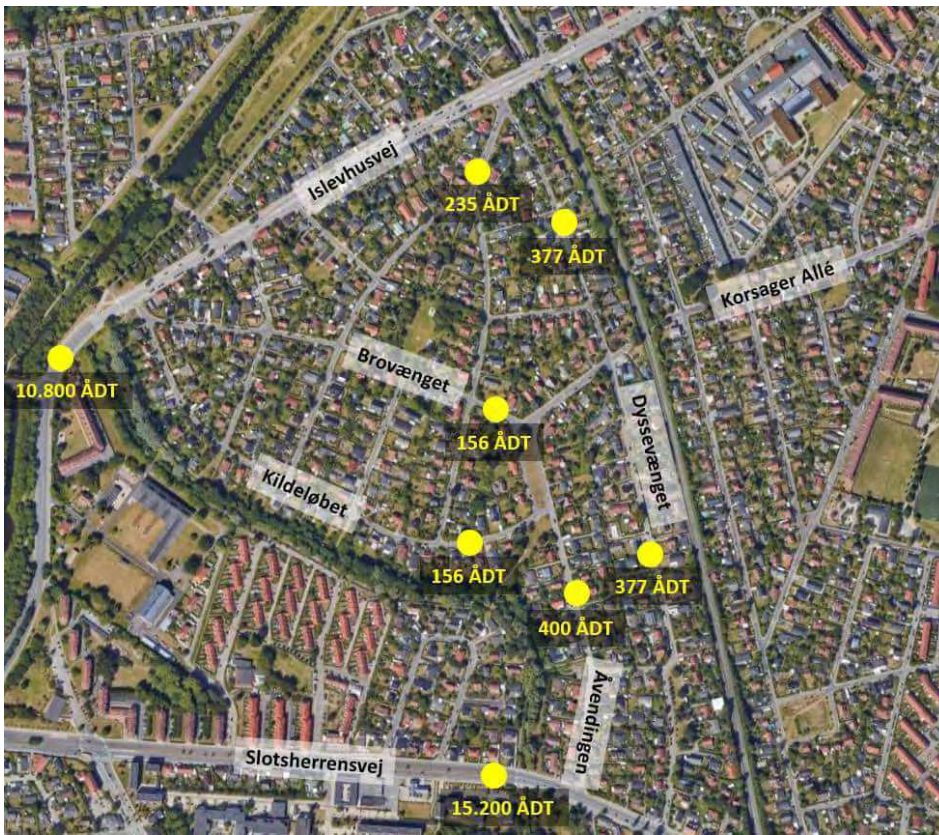 Islevhusvej
235 ÅDT
377 ÅDT
Korsager Allé
10.800 ÅDT
Brovænget
156 ÅDT
Dyssevænget
Kildeløbet
156 ÅDT
377 ÅDT
400 ÅDT
Åvendingen
Slotsherrensvej
15.200 ÅDT